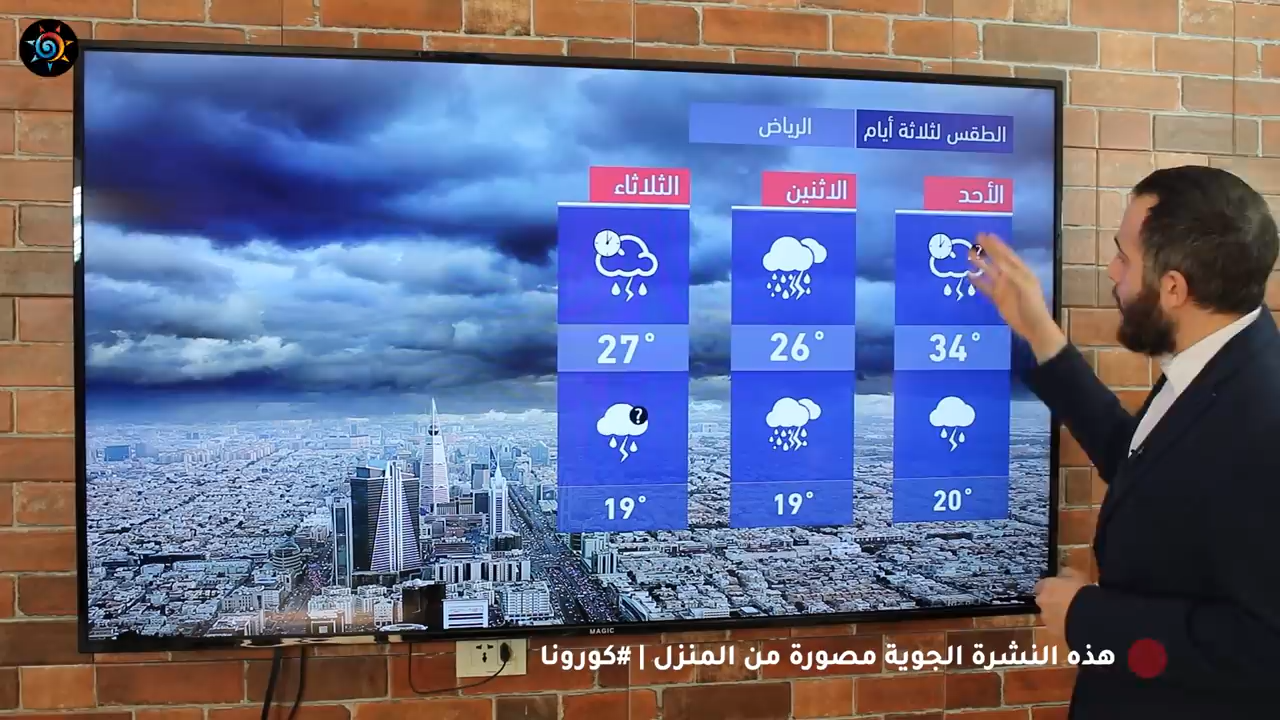 الطقس لثلاثة أيام
الرياض
الأحد
الاثنين
الثلاثاء
34°
26°
27°
?
?
20°
19°
19°
MAGIC
هذه النشرة الجوية مصورة من المنزل | #كورونا